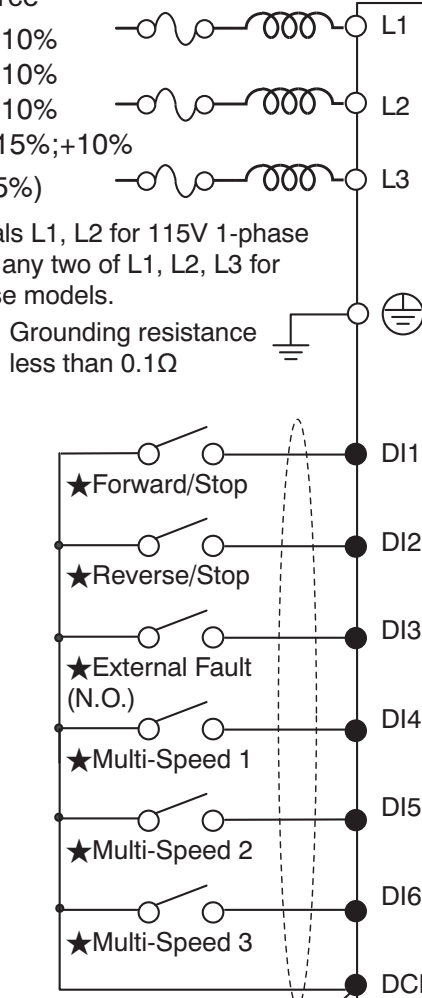 10%
L1
10%
10%
L2
15%;+10%
5%)
L3
L1, L2 for 115V 1-phase
any two of L1, L2, L3 for
models.
Grounding resistance
less than 0.1Ω
DI1
★Forward/Stop
DI2
★Reverse/Stop
DI3
★External Fault
(N.O.)
DI4
★Multi-Speed 1
DI5
★Multi-Speed 2
DI6
★Multi-Speed 3